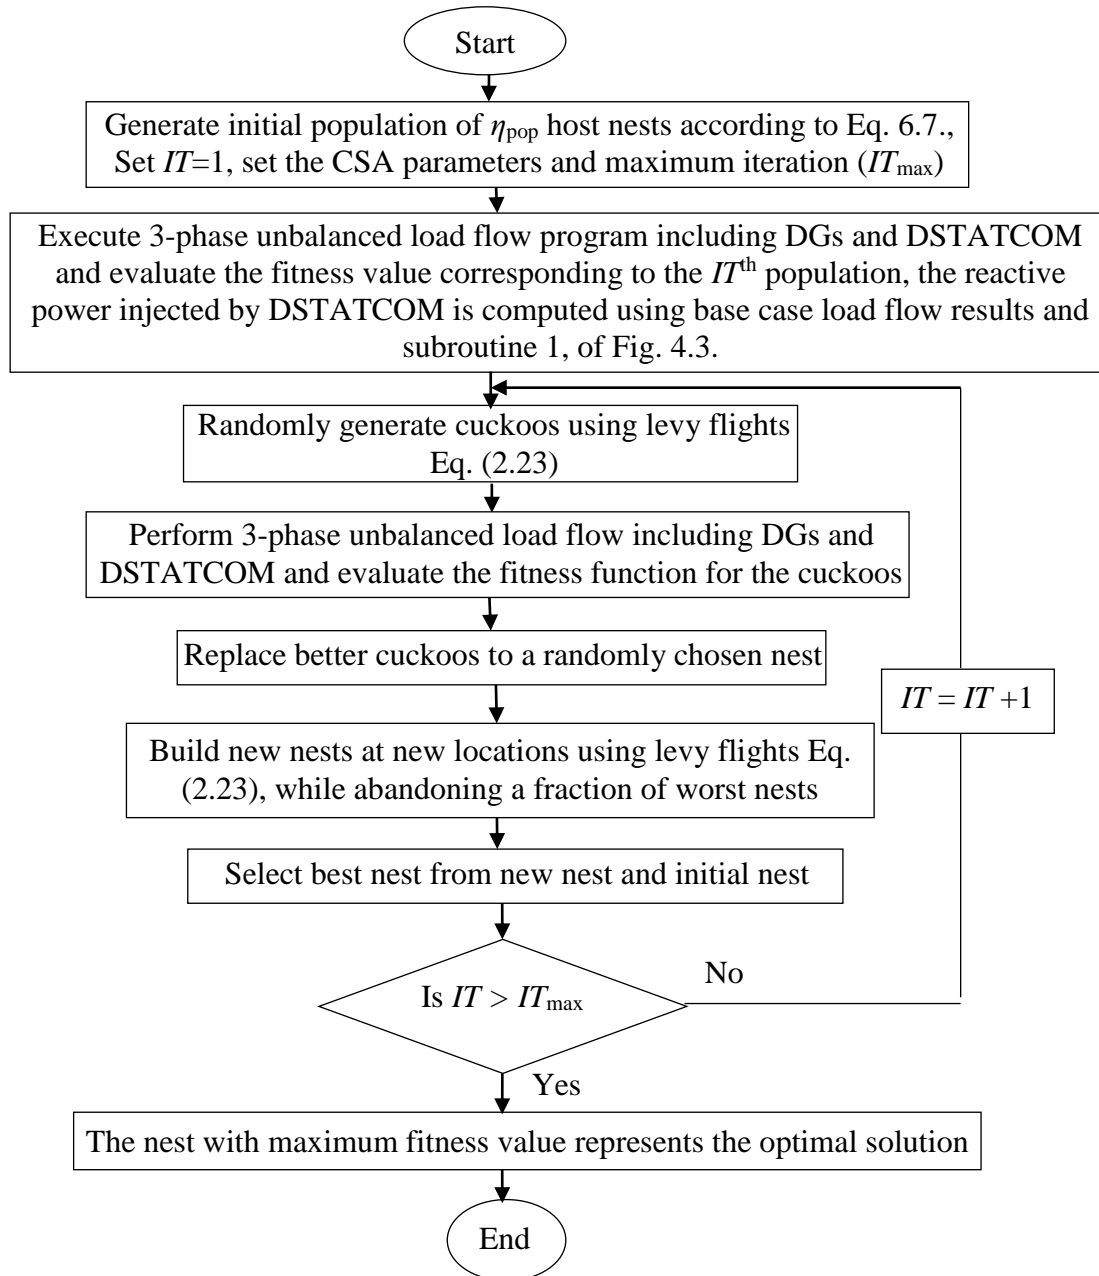 Start
Generate initial population of ηpop host nests according to Eq. 6.7.,
Set IT=1, set the CSA parameters and maximum iteration (ITmax)
Execute 3-phase unbalanced load flow program including DGs and DSTATCOM
and evaluate the fitness value corresponding to the ITth population, the reactive
power injected by DSTATCOM is computed using base case load flow results and
subroutine 1, of Fig. 4.3.
Randomly generate cuckoos using levy flights
Eq. (2.23)
Perform 3-phase unbalanced load flow including DGs and
DSTATCOM and evaluate the fitness function for the cuckoos
Replace better cuckoos to a randomly chosen nest
IT = IT +1
Build new nests at new locations using levy flights Eq.
(2.23), while abandoning a fraction of worst nests
Select best nest from new nest and initial nest
No
Is IT > ITmax
Yes
The nest with maximum fitness value represents the optimal solution
End